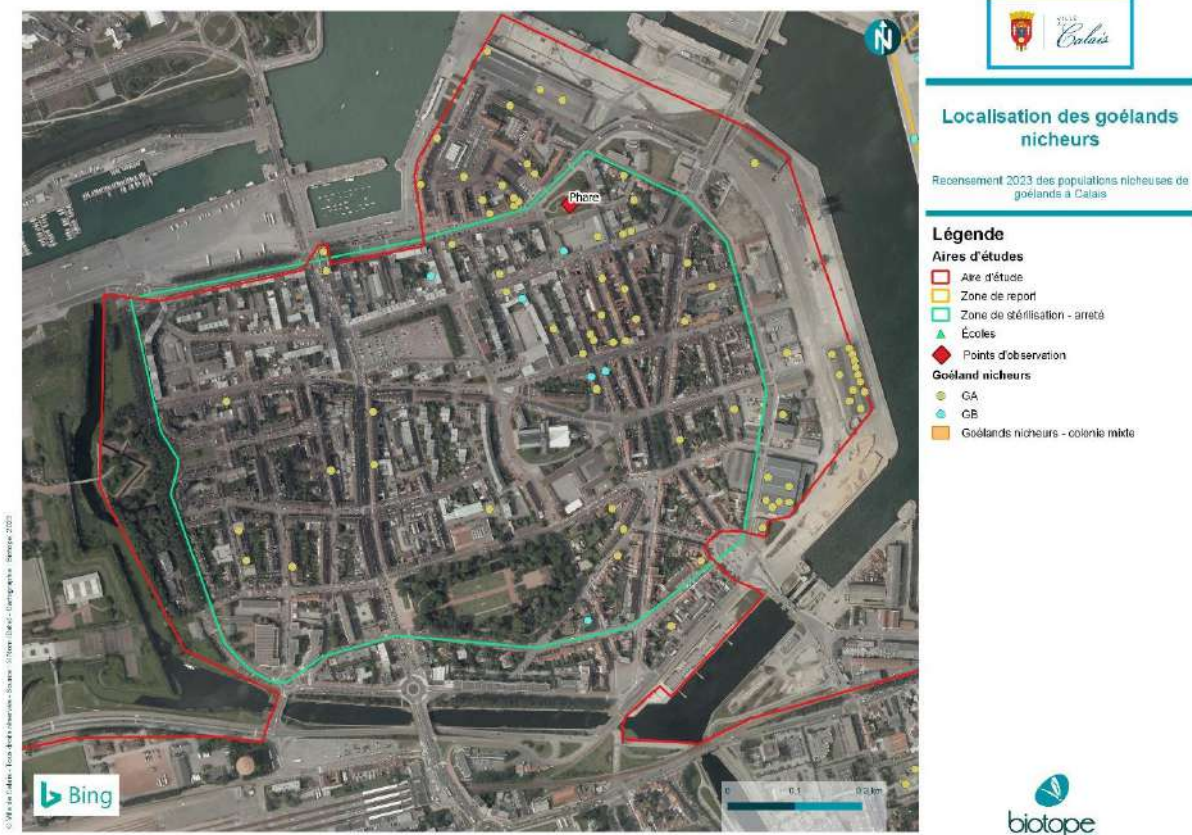 N
Phare
Bing
0 0.1 0.2 km
VILLE
DE
Calais
Localisation des goélands
nicheurs
Recensement 2023 des populations nicheuses de
goélands à Calais
Légende
Aires d'études
Aire d'étude
Zone de report
Zone de stérilisation - arreté
Écoles
Points d'observation
Goéland nicheurs
GA
GB
Goélands nicheurs - colonie mixte
biotope